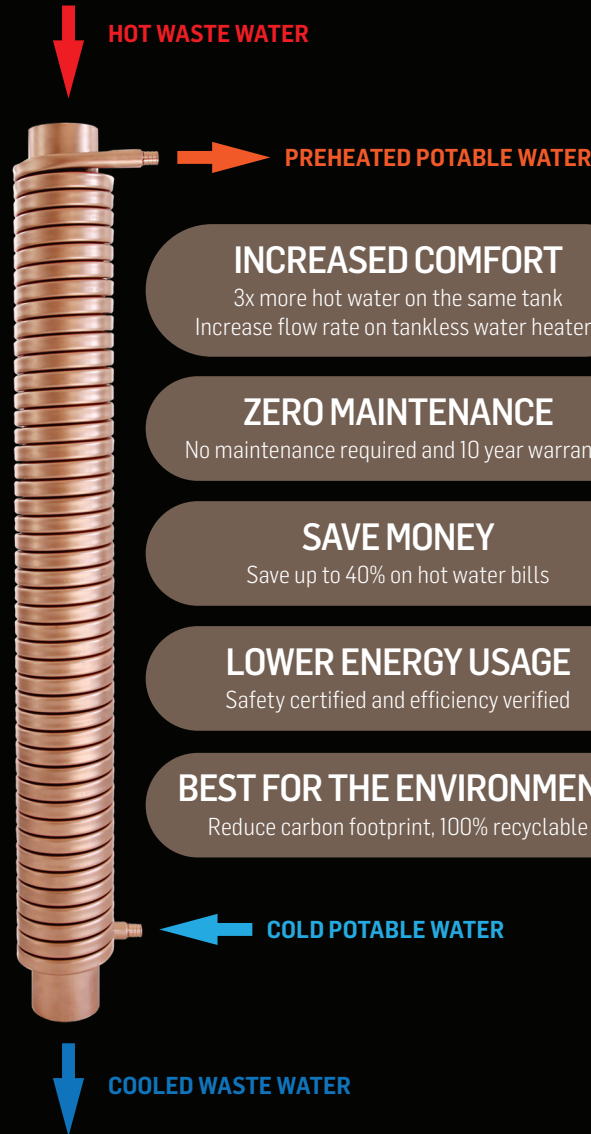 HOT WASTE WATER
PREHEATED POTABLE WATER
INCREASED COMFORT
3x more hot water on the same tank
Increase flow rate on tankless water heater
ZERO MAINTENANCE
No maintenance required and 10 year warran
SAVE MONEY
Save up to 40% on hot water bills
LOWER ENERGY USAGE
Safety certified and efficiency verified
BEST FOR THE ENVIRONMEN
Reduce carbon footprint, 100% recyclable
COLD POTABLE WATER
COOLED WASTE WATER